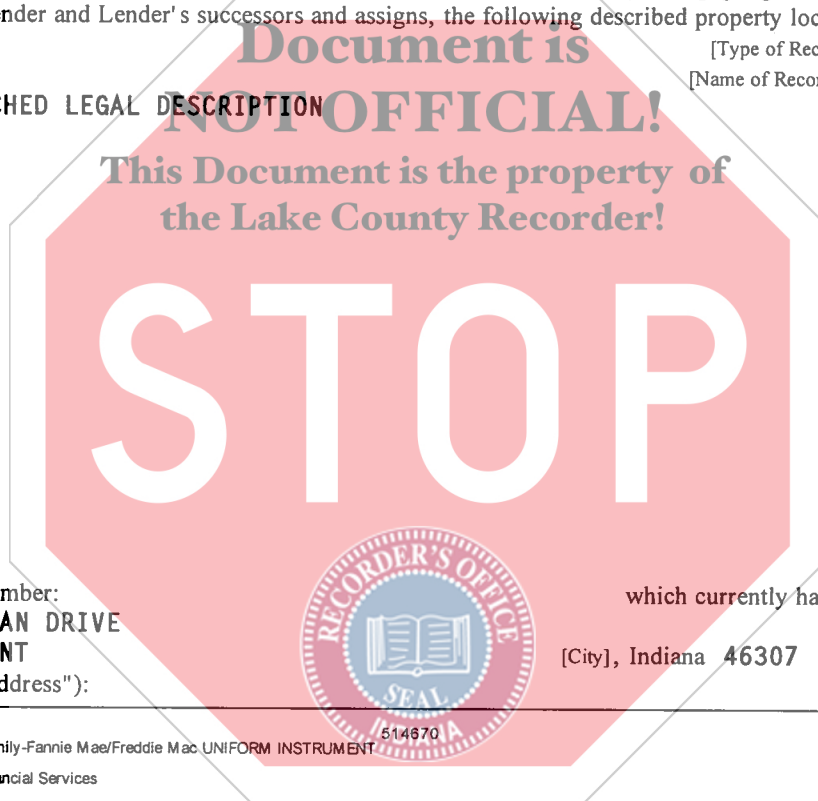 nder and Lender's successors and assigns, the following described property loc
Document is
[Type of Rec
[Name of Recor
CHED LEGAL DESCRIPTION
NOT OFFICIAL!
This Document is the property of
the Lake County Recorder!
STOP
RECORDER'S OFFICE
SEAL
INDIANA
mber:
which currently ha
AN DRIVE
NT
[City], Indiana 46307
ddress"):
514670
nily-Fannie Mae/Freddie Mac UNIFORM INSTRUMENT
ancial Services